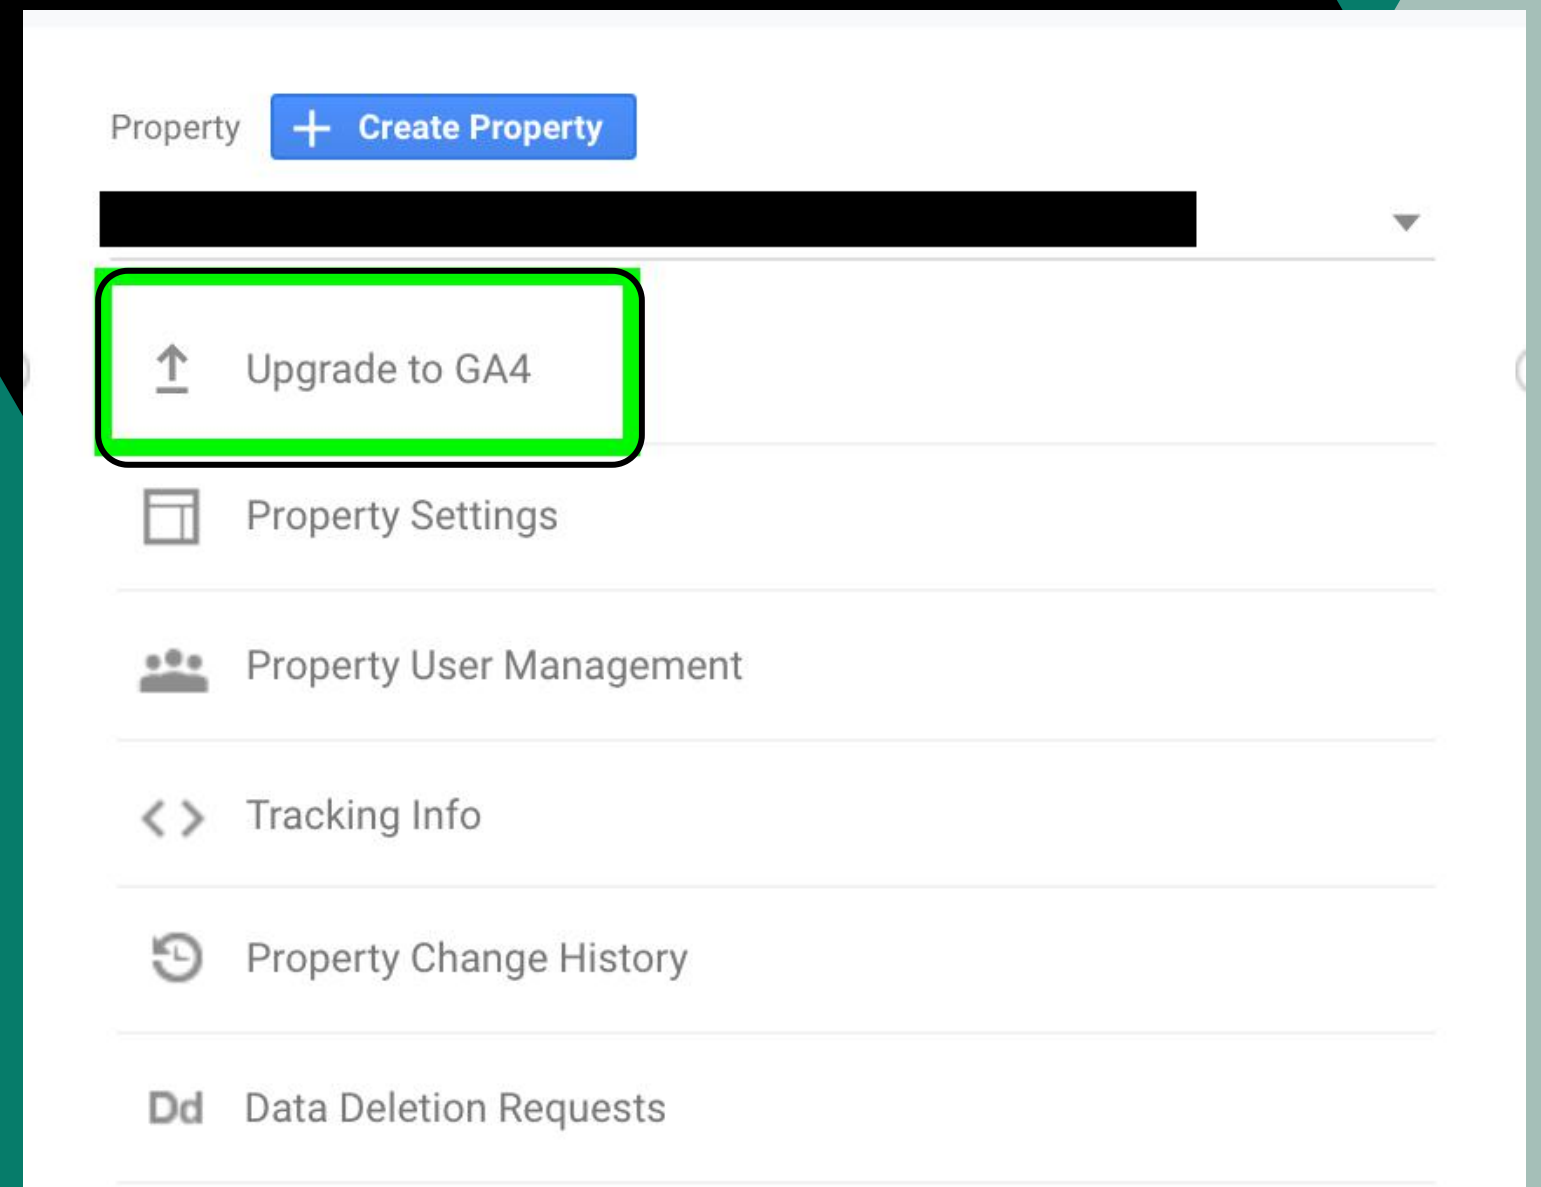 Property
+ Create Property
Upgrade to GA4
Property Settings
Property User Management
Tracking Info
Property Change History
Dd Data Deletion Requests